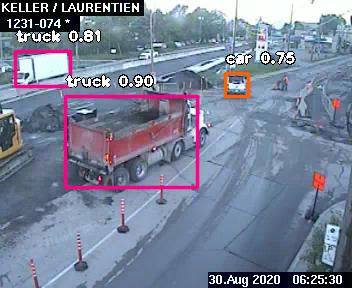 KELLER / LAURENTIEN
1231-074 *
truck 0.81
truck 0.90
car 0.75
30.Aug 2020 06:25:30